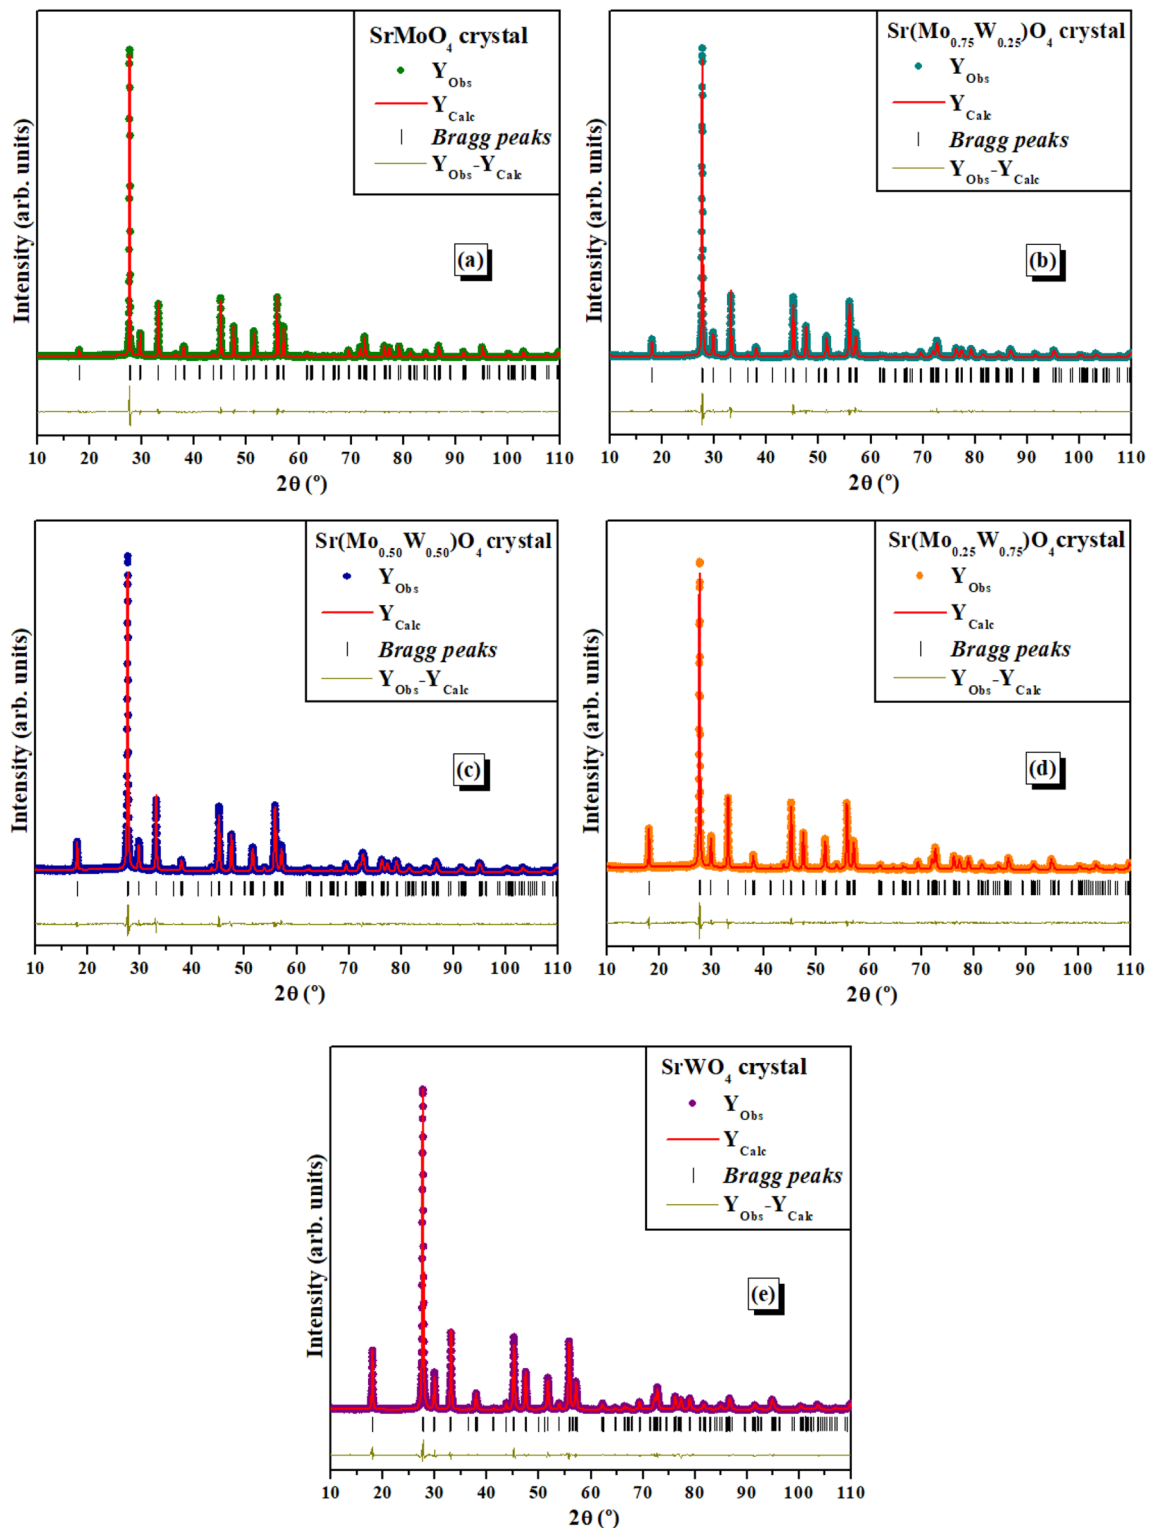 SrMoO4 crystal
YObs
YCalc
Bragg peaks
YObs-YCalc
(a)
Intensity (arb. units)
10 20 30 40 50 60 70 80 90 100 110
2θ (º)
Sr(Mo0.75W0.25)O4 crystal
YObs
YCalc
Bragg peaks
YObs-YCalc
(b)
Intensity (arb. units)
10 20 30 40 50 60 70 80 90 100 110
2θ (º)
Sr(Mo0.50W0.50)O4 crystal
YObs
YCalc
Bragg peaks
YObs-YCalc
(c)
Intensity (arb. units)
10 20 30 40 50 60 70 80 90 100 110
2θ (º)
Sr(Mo0.25W0.75)O4 crystal
YObs
YCalc
Bragg peaks
YObs-YCalc
(d)
Intensity (arb. units)
10 20 30 40 50 60 70 80 90 100 110
2θ (º)
SrWO4 crystal
YObs
YCalc
Bragg peaks
YObs-YCalc
(e)
Intensity (arb. units)
10 20 30 40 50 60 70 80 90 100 110
2θ (º)